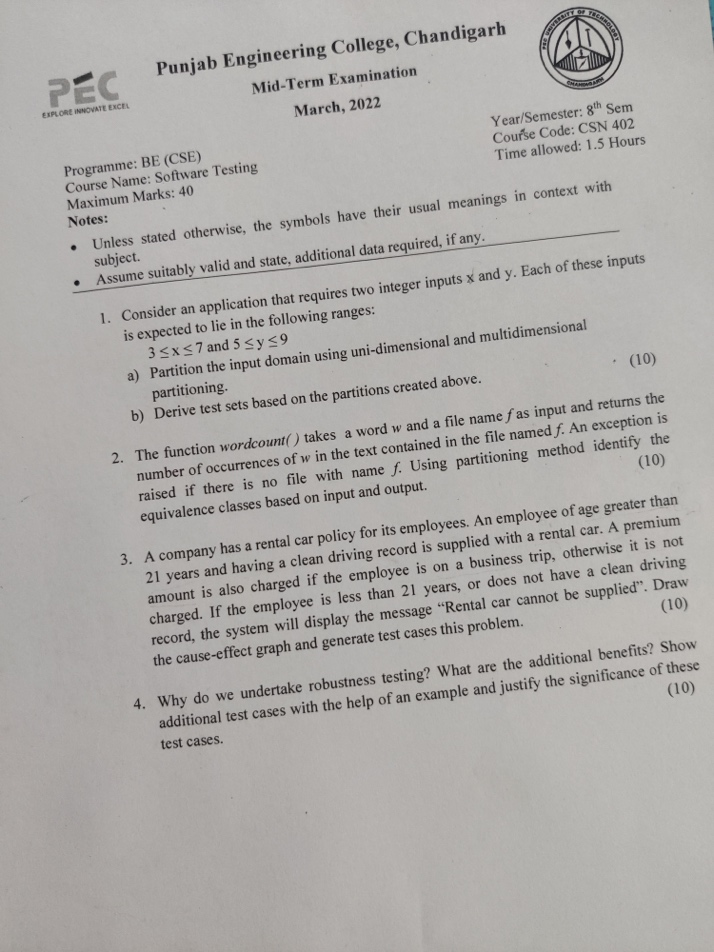 PEC
EXPLORE INNOVATE EXCEL
Punjab Engineering College, Chandigarh
Mid-Term Examination
March, 2022
PEC UNIVERSITY OF TECHNOLOGY
CHANDIGARH
Programme: BE (CSE)
Course Name: Software Testing
Maximum Marks: 40
Year/Semester: 8th Sem
Course Code: CSN 402
Time allowed: 1.5 Hours
Notes:
• Unless stated otherwise, the symbols have their usual meanings in context with
subject.
• Assume suitably valid and state, additional data required, if any.
1. Consider an application that requires two integer inputs x and y. Each of these inputs
is expected to lie in the following ranges:
3 ≤ x ≤ 7 and 5 ≤ y ≤ 9
a) Partition the input domain using uni-dimensional and multidimensional
partitioning.
b) Derive test sets based on the partitions created above. (10)
2. The function wordcount( ) takes a word w and a file name f as input and returns the
number of occurrences of w in the text contained in the file named f. An exception is
raised if there is no file with name f. Using partitioning method identify the
equivalence classes based on input and output. (10)
3. A company has a rental car policy for its employees. An employee of age greater than
21 years and having a clean driving record is supplied with a rental car. A premium
amount is also charged if the employee is on a business trip, otherwise it is not
charged. If the employee is less than 21 years, or does not have a clean driving
record, the system will display the message “Rental car cannot be supplied”. Draw
the cause-effect graph and generate test cases this problem. (10)
4. Why do we undertake robustness testing? What are the additional benefits? Show
additional test cases with the help of an example and justify the significance of these
test cases. (10)